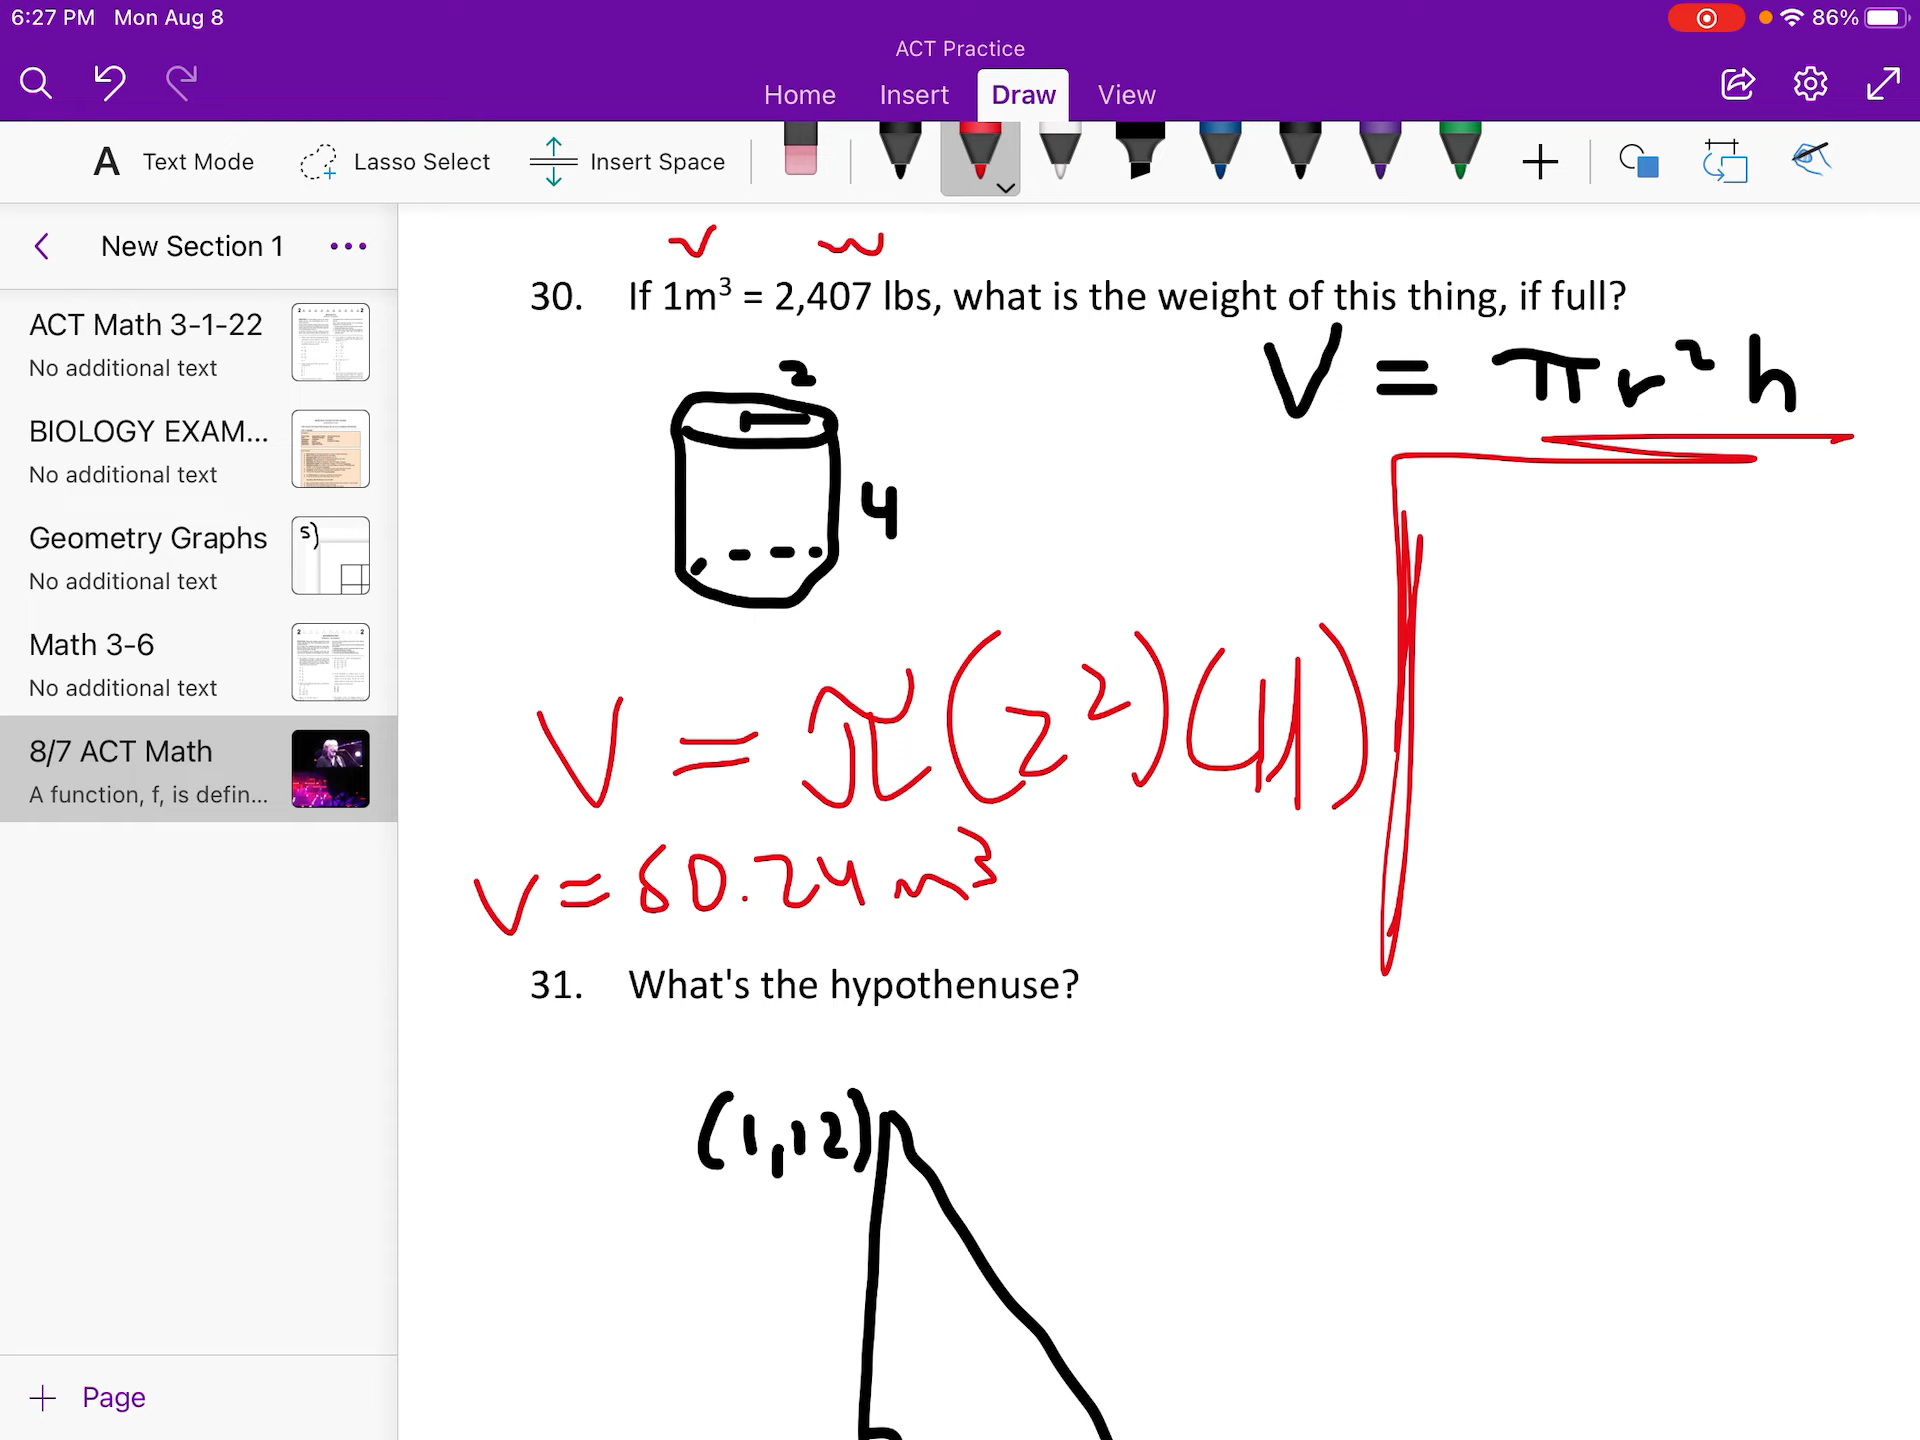 6:27 PM Mon Aug 8
86%
ACT Practice
Home Insert Draw View
A Text Mode Lasso Select Insert Space
New Section 1
ACT Math 3-1-22
No additional text
BIOLOGY EXAM...
No additional text
Geometry Graphs
No additional text
5)
Math 3-6
No additional text
8/7 ACT Math
A function, f, is defin...
Page
v w
30. If 1m³ = 2,407 lbs, what is the weight of this thing, if full?
V = πr²h
2
4
V = π(2²)(4)
V = 50.24 m³
31. What's the hypothenuse?
(1,12)